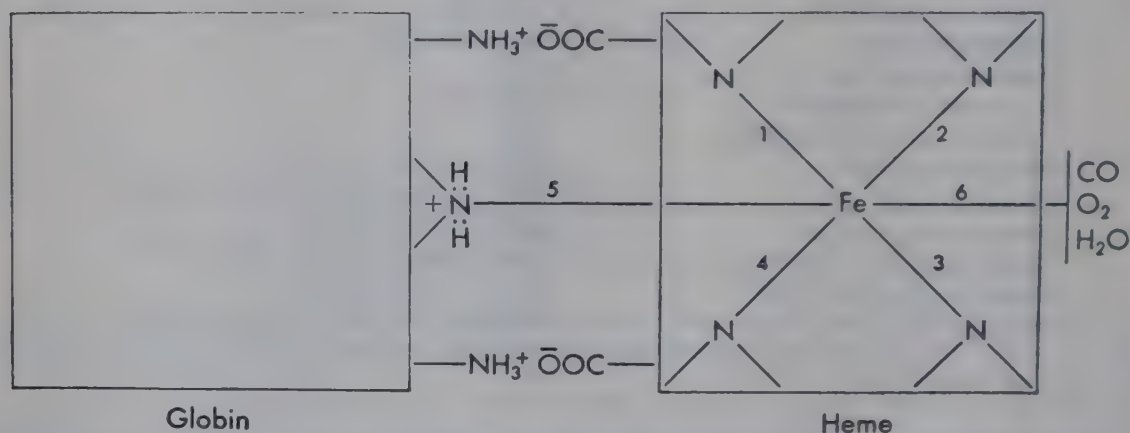 NH₃⁺ ŌOC
N N
1 2
H
CO
+N 5 Fe 6 O₂
H
H₂O
4 3
N N
NH₃⁺ ŌOC
Globin Heme